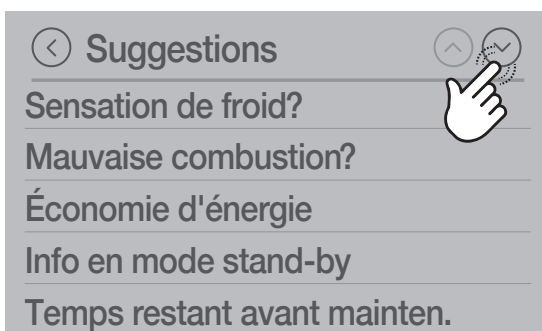 Suggestions
Sensation de froid?
Mauvaise combustion?
Économie d'énergie
Info en mode stand-by
Temps restant avant mainten.